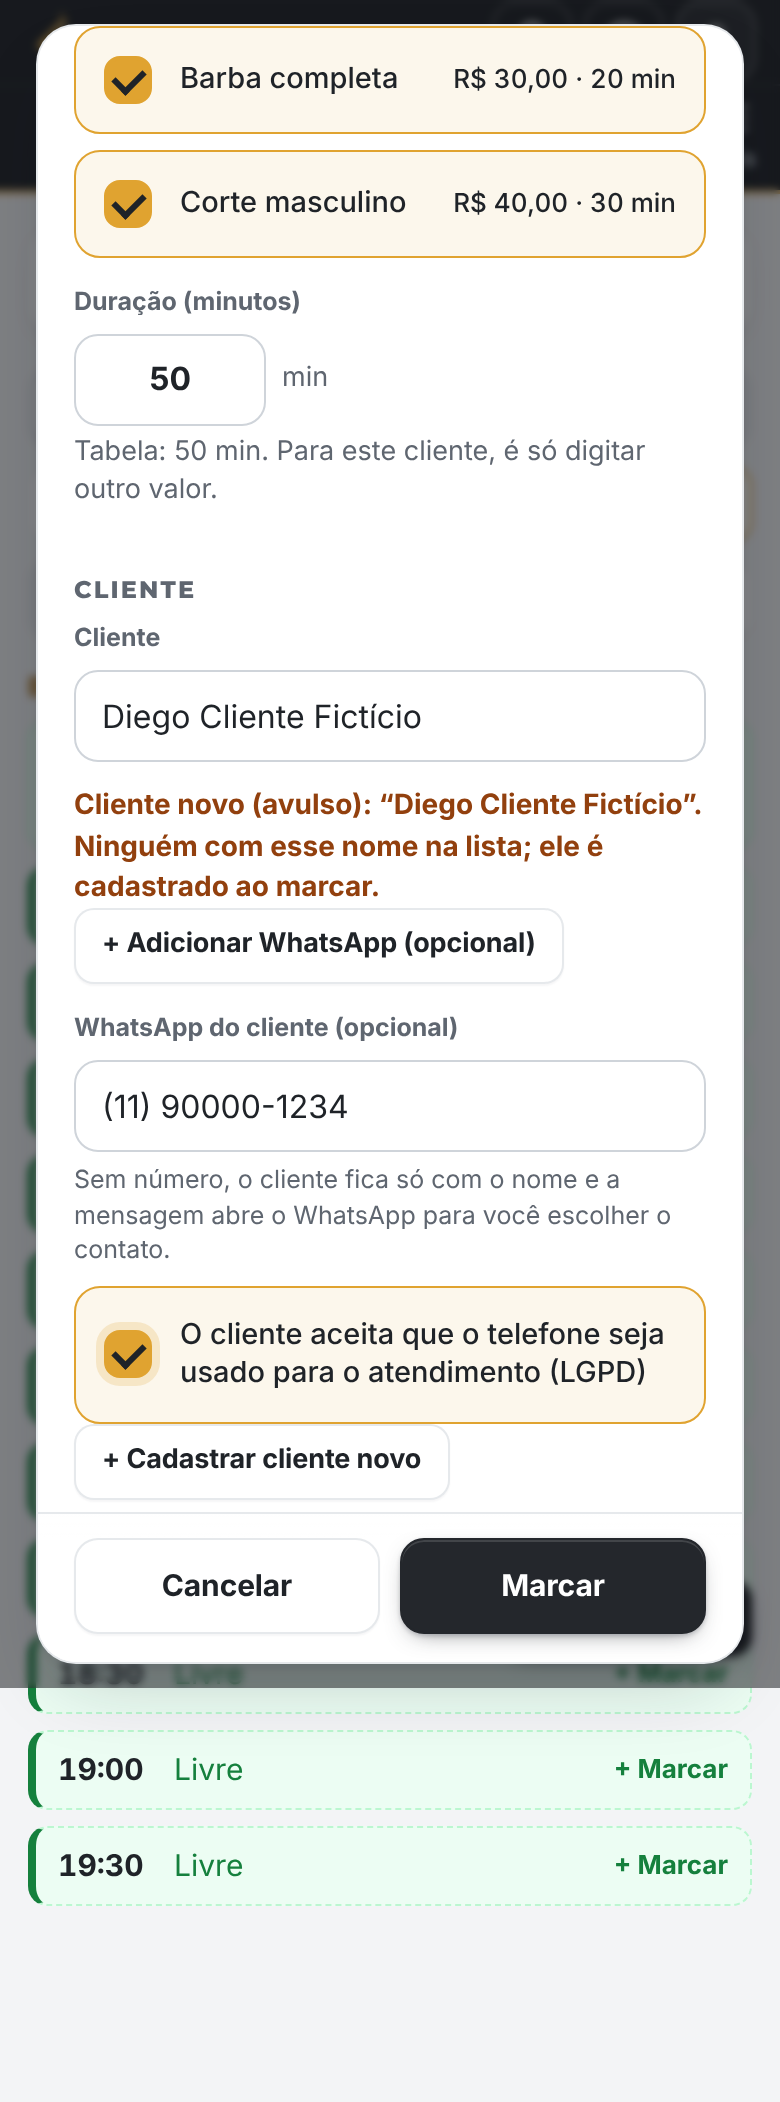 Barba completa R$ 30,00 · 20 min
Corte masculino R$ 40,00 · 30 min
Duração (minutos)
50 min
Tabela: 50 min. Para este cliente, é só digitar
outro valor.
CLIENTE
Cliente
Diego Cliente Fictício
Cliente novo (avulso): “Diego Cliente Fictício”.
Ninguém com esse nome na lista; ele é
cadastrado ao marcar.
+ Adicionar WhatsApp (opcional)
WhatsApp do cliente (opcional)
(11) 90000-1234
Sem número, o cliente fica só com o nome e a
mensagem abre o WhatsApp para você escolher o
contato.
O cliente aceita que o telefone seja
usado para o atendimento (LGPD)
+ Cadastrar cliente novo
Cancelar Marcar
18:30 Livre + Marcar
19:00 Livre + Marcar
19:30 Livre + Marcar